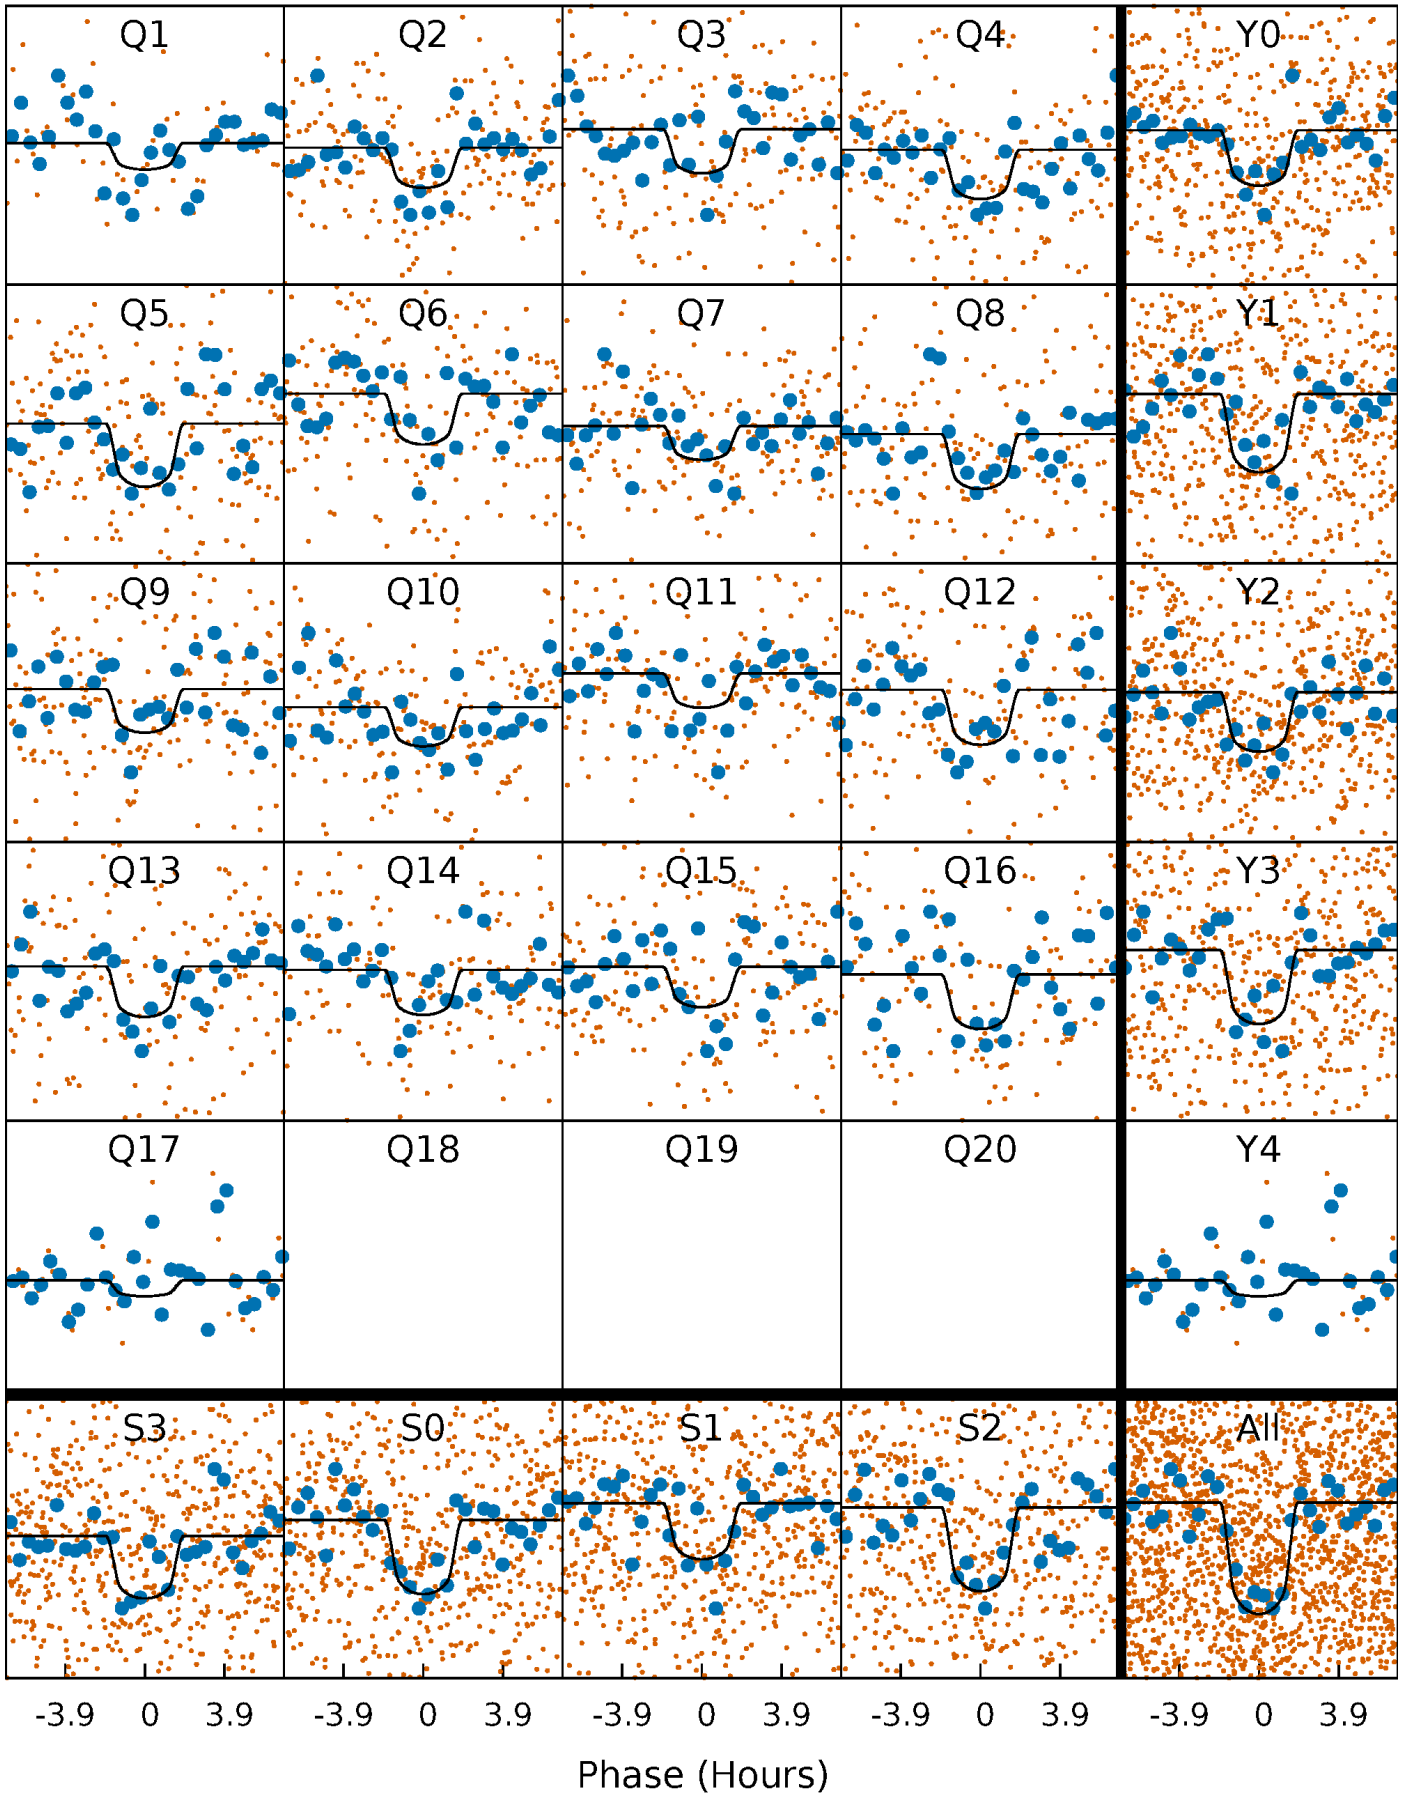 Q1 Q2 Q3 Q4 Y0
Q5 Q6 Q7 Q8 Y1
Q9 Q10 Q11 Q12 Y2
Q13 Q14 Q15 Q16 Y3
Q17 Q18 Q19 Q20 Y4
S3 S0 S1 S2 All
-3.9 0 3.9 -3.9 0 3.9 -3.9 0 3.9 -3.9 0 3.9 -3.9 0 3.9
Phase (Hours)